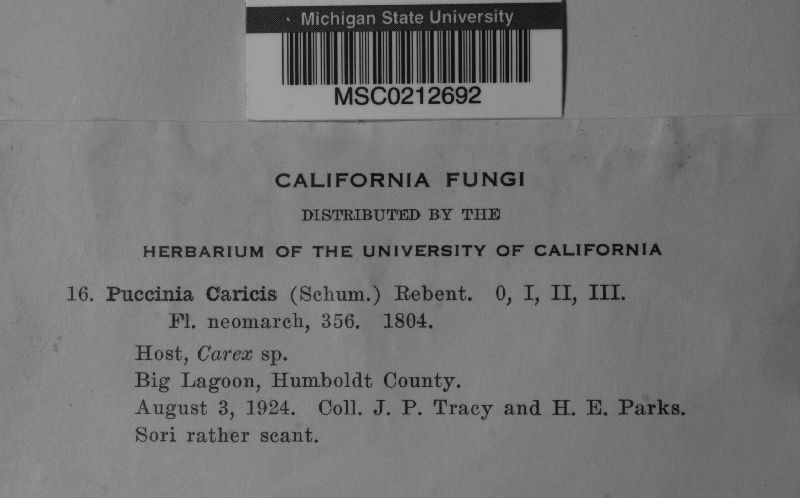 Michigan State University
MSC0212692
CALIFORNIA FUNGI
DISTRIBUTED BY THE
HERBARIUM OF THE UNIVERSITY OF CALIFORNIA
16. Puccinia Caricis (Schum.) Rebent. 0, I, II, III.
Fl. neomarch, 356. 1804.
Host, Carex sp.
Big Lagoon, Humboldt County.
August 3, 1924. Coll. J. P. Tracy and H. E. Parks.
Sori rather scant.